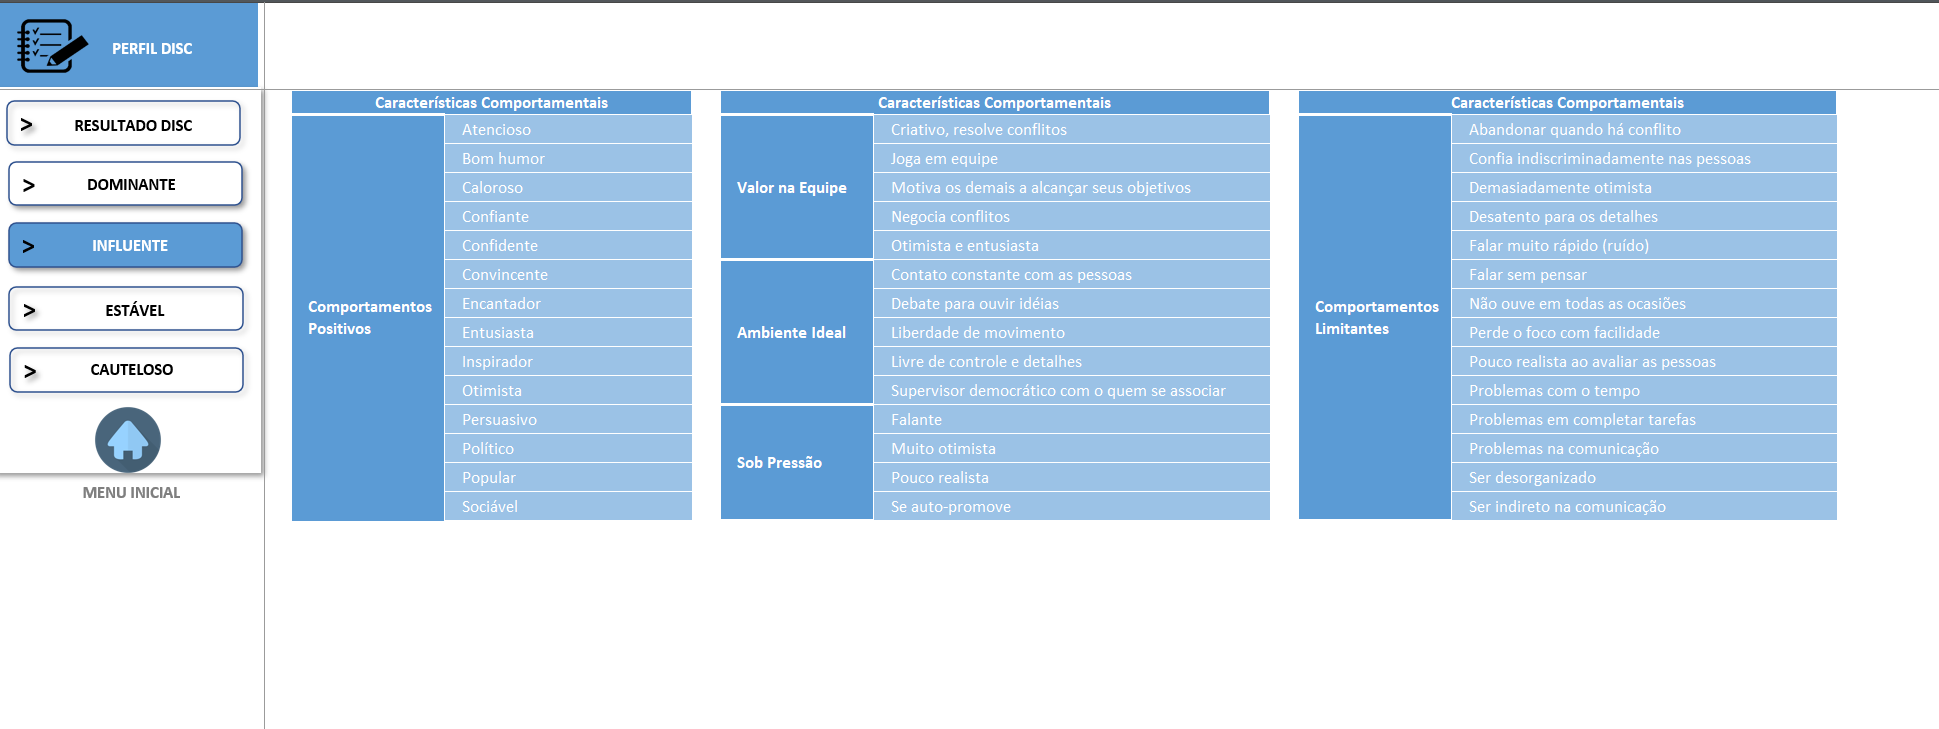 PERFIL DISC
> RESULTADO DISC
> DOMINANTE
> INFLUENTE
> ESTÁVEL
> CAUTELOSO
MENU INICIAL
Características Comportamentais
Comportamentos
Positivos
Atencioso
Bom humor
Caloroso
Confiante
Confidente
Convincente
Encantador
Entusiasta
Inspirador
Otimista
Persuasivo
Político
Popular
Sociável
Características Comportamentais
Valor na Equipe
Criativo, resolve conflitos
Joga em equipe
Motiva os demais a alcançar seus objetivos
Negocia conflitos
Otimista e entusiasta
Ambiente Ideal
Contato constante com as pessoas
Debate para ouvir idéias
Liberdade de movimento
Livre de controle e detalhes
Supervisor democrático com o quem se associar
Sob Pressão
Falante
Muito otimista
Pouco realista
Se auto-promove
Características Comportamentais
Comportamentos
Limitantes
Abandonar quando há conflito
Confia indiscriminadamente nas pessoas
Demasiadamente otimista
Desatento para os detalhes
Falar muito rápido (ruído)
Falar sem pensar
Não ouve em todas as ocasiões
Perde o foco com facilidade
Pouco realista ao avaliar as pessoas
Problemas com o tempo
Problemas em completar tarefas
Problemas na comunicação
Ser desorganizado
Ser indireto na comunicação